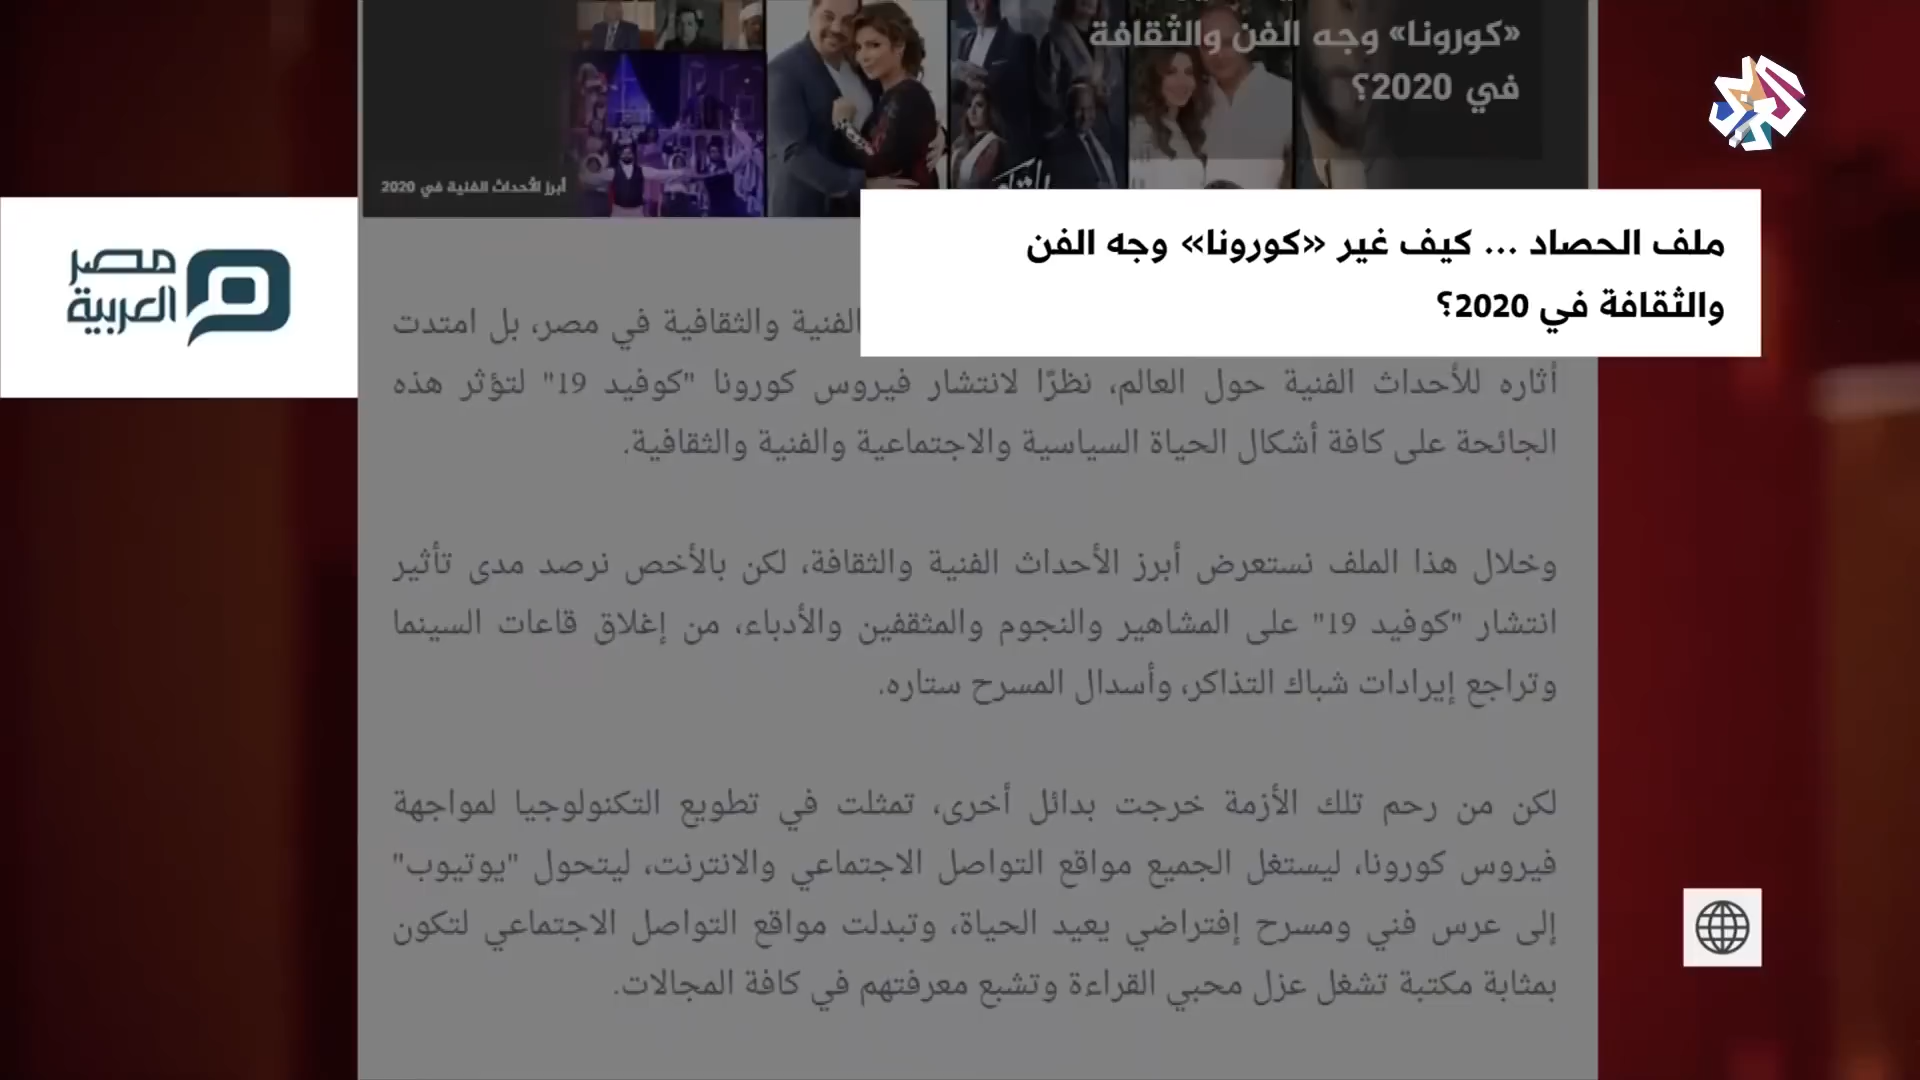 «كورونا» وجه الفن والثقافة
في 2020؟
أبرز الأحداث الفنية في 2020
مصر
العربية
ملف الحصاد ... كيف غير «كورونا» وجه الفن
والثقافة في 2020؟
الفنية والثقافية في مصر، بل امتدت
أثاره للأحداث الفنية حول العالم، نظرًا لانتشار فيروس كورونا "كوفيد 19" لتؤثر هذه
الجائحة على كافة أشكال الحياة السياسية والاجتماعية والفنية والثقافية.
وخلال هذا الملف نستعرض أبرز الأحداث الفنية والثقافة، لكن بالأخص نرصد مدى تأثير
انتشار "كوفيد 19" على المشاهير والنجوم والمثقفين والأدباء، من إغلاق قاعات السينما
وتراجع إيرادات شباك التذاكر، وأسدال المسرح ستاره.
لكن من رحم تلك الأزمة خرجت بدائل أخرى، تمثلت في تطويع التكنولوجيا لمواجهة
فيروس كورونا، ليستغل الجميع مواقع التواصل الاجتماعي والانترنت، ليتحول "يوتيوب"
إلى عرس فني ومسرح إفتراضي يعيد الحياة، وتبدلت مواقع التواصل الاجتماعي لتكون
بمثابة مكتبة تشغل عزل محبي القراءة وتشبع معرفتهم في كافة المجالات.